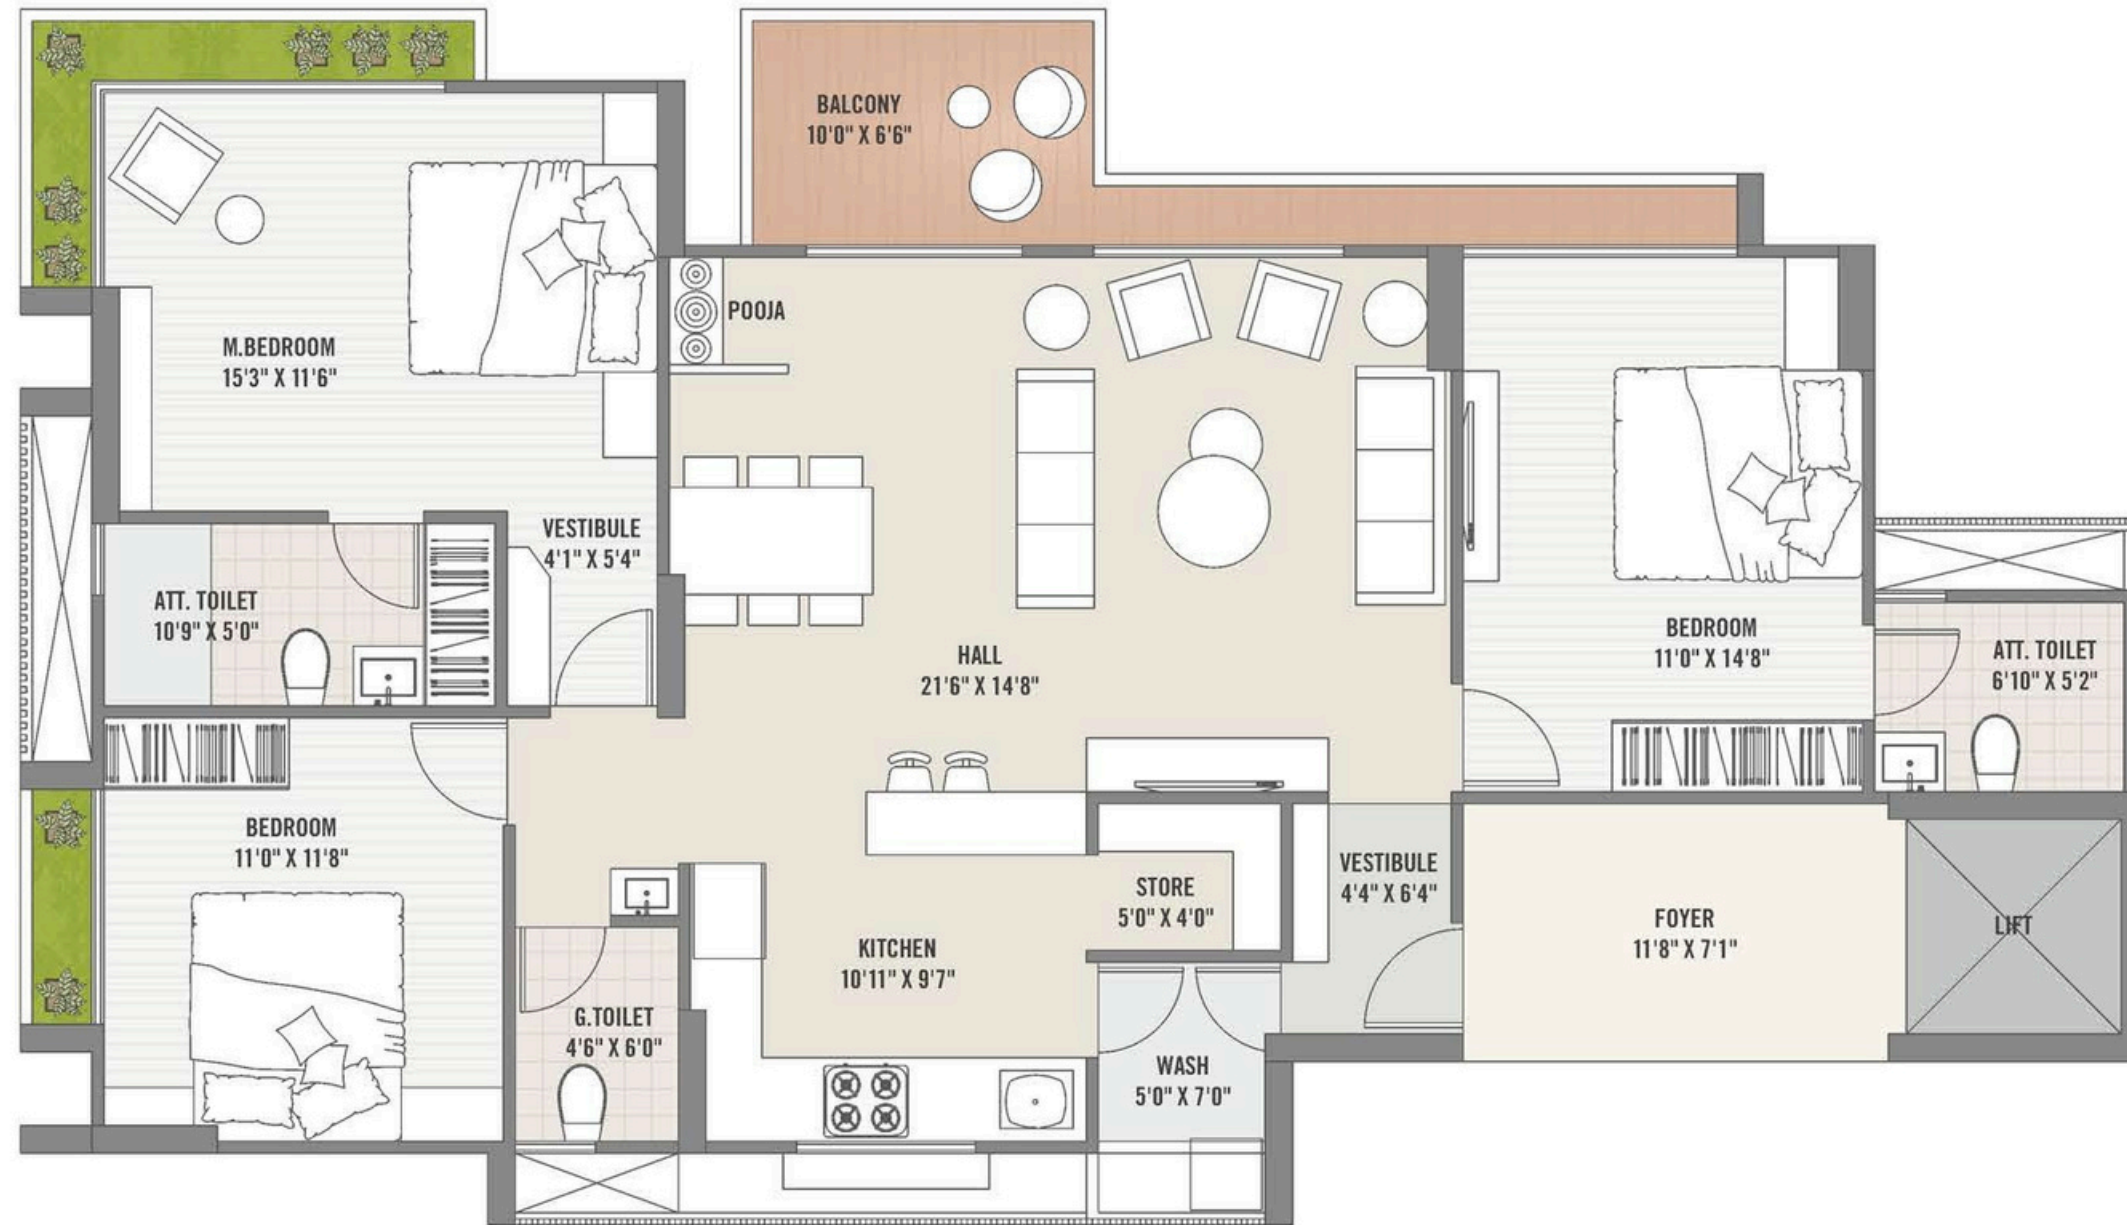 BALCONY
10'0" X 6'6"
POOJA
M.BEDROOM
15'3" X 11'6"
VESTIBULE
4'1" X 5'4"
ATT. TOILET
10'9" X 5'0"
HALL
21'6" X 14'8"
BEDROOM
11'0" X 14'8"
ATT. TOILET
6'10" X 5'2"
BEDROOM
11'0" X 11'8"
STORE
5'0" X 4'0"
VESTIBULE
4'4" X 6'4"
FOYER
11'8" X 7'1"
LIFT
KITCHEN
10'11" X 9'7"
G.TOILET
4'6" X 6'0"
WASH
5'0" X 7'0"